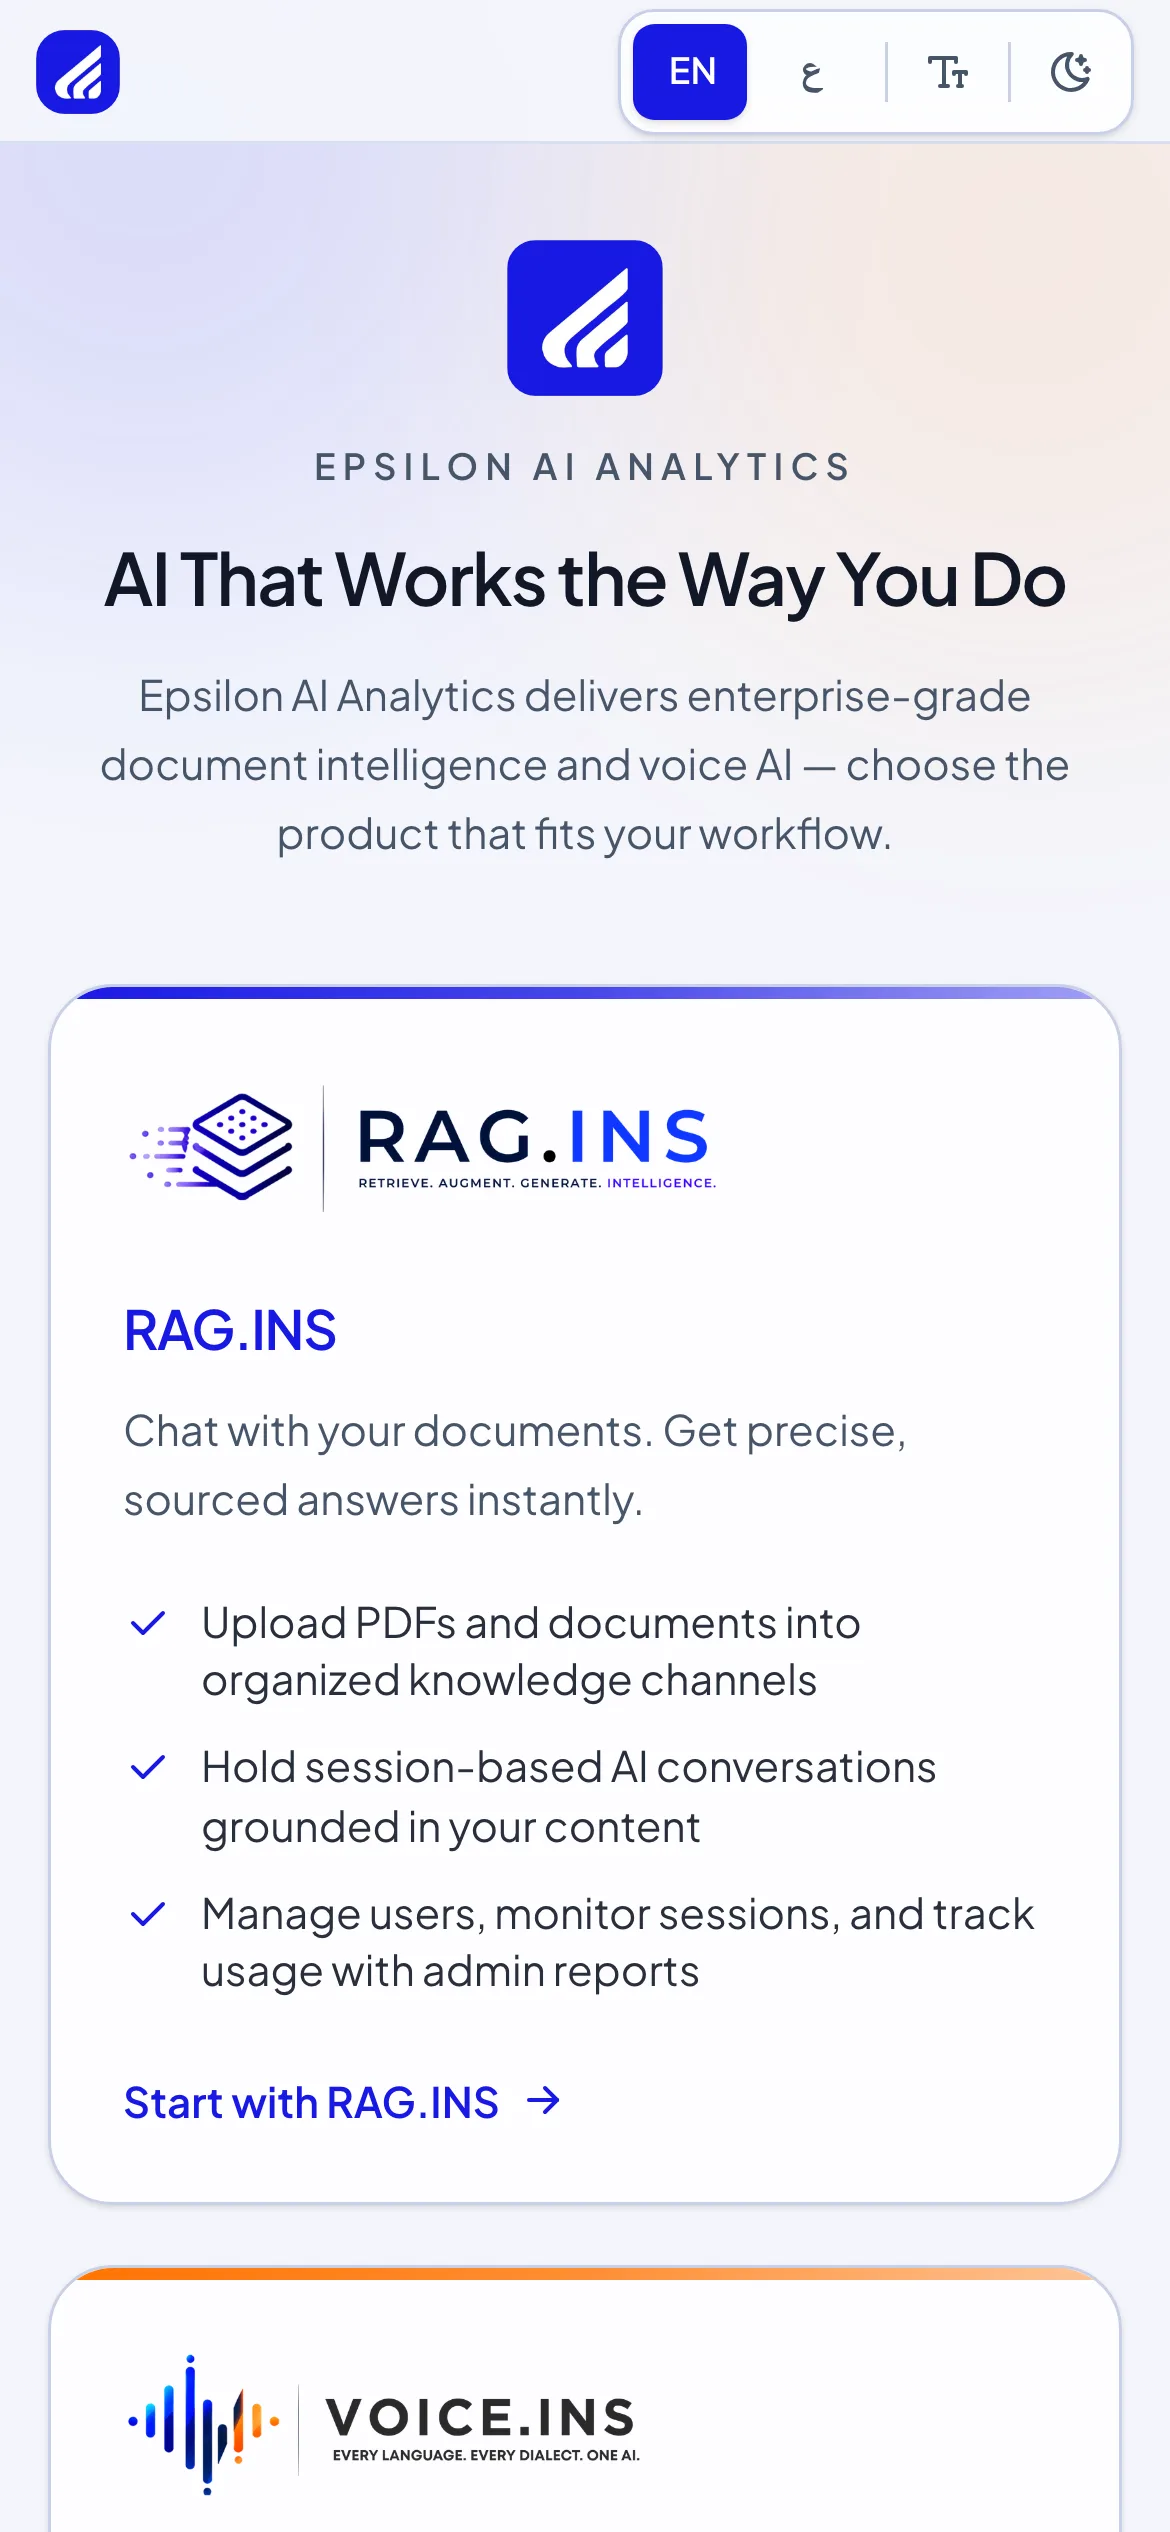 EN ع Tт
EPSILON AI ANALYTICS
AI That Works the Way You Do
Epsilon AI Analytics delivers enterprise-grade
document intelligence and voice AI — choose the
product that fits your workflow.
RAG.INS
RETRIEVE. AUGMENT. GENERATE. INTELLIGENCE.
RAG.INS
Chat with your documents. Get precise,
sourced answers instantly.
Upload PDFs and documents into
organized knowledge channels
Hold session-based AI conversations
grounded in your content
Manage users, monitor sessions, and track
usage with admin reports
Start with RAG.INS →
VOICE.INS
EVERY LANGUAGE. EVERY DIALECT. ONE AI.